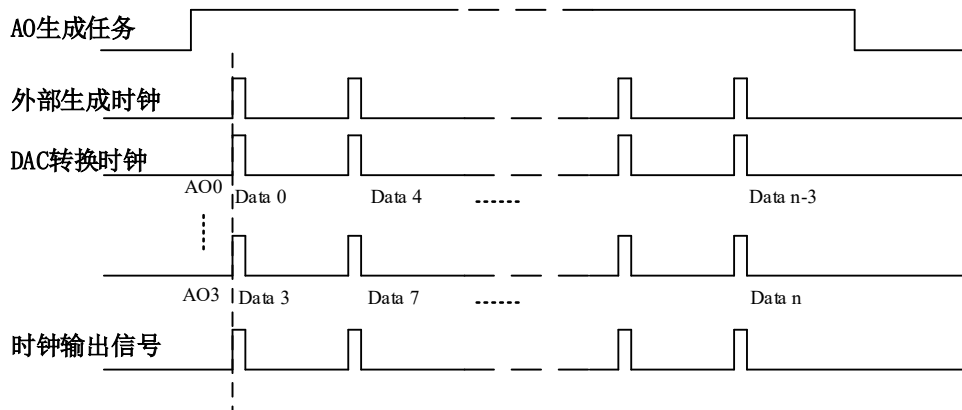 AO生成任务
外部生成时钟
DAC转换时钟
AO0 Data 0 Data 4 ...... Data n-3
AO3 Data 3 Data 7 ...... Data n
时钟输出信号